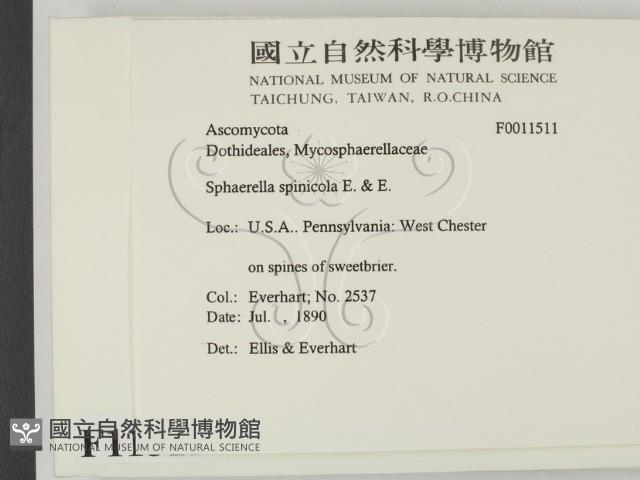 國立自然科學博物館
NATIONAL MUSEUM OF NATURAL SCIENCE
TAICHUNG, TAIWAN, R.O.CHINA
Ascomycota F0011511
Dothideales, Mycosphaerellaceae
Sphaerella spinicola E. & E.
Loc.: U.S.A.. Pennsylvania: West Chester
on spines of sweetbrier.
Col.: Everhart; No. 2537
Date: Jul. , 1890
Det.: Ellis & Everhart
國立自然科學博物館
NATIONAL MUSEUM OF NATURAL SCIENCE